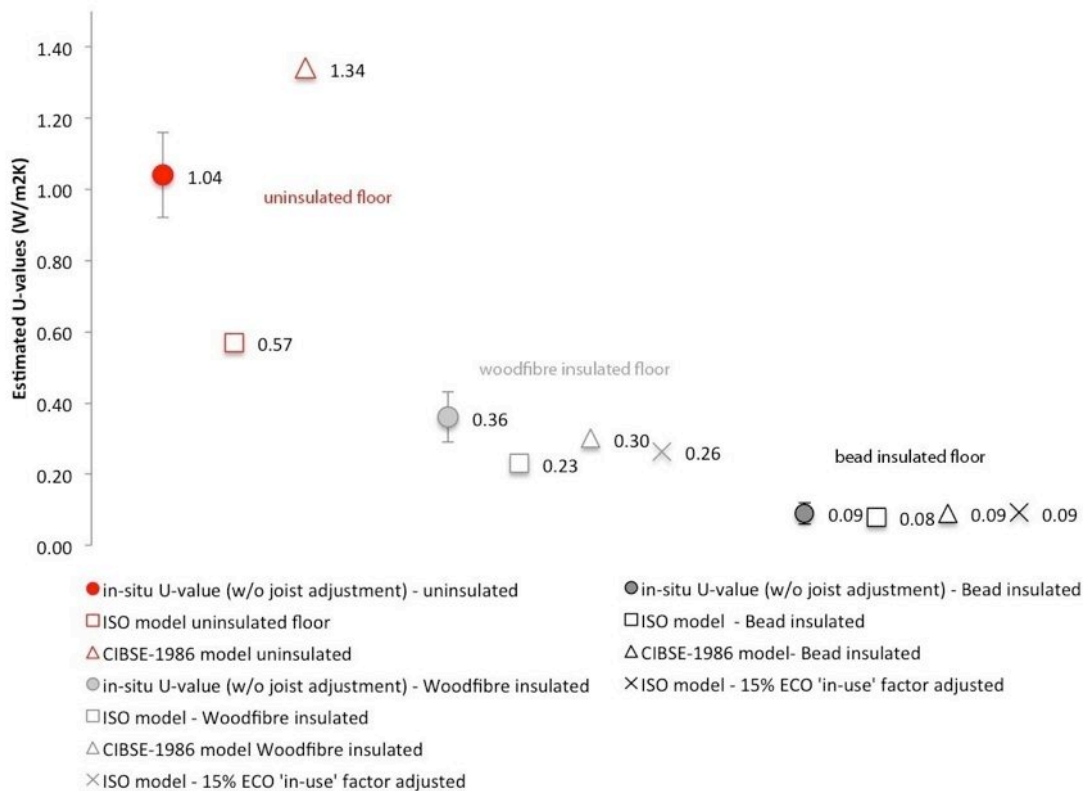 Estimated U-values (W/m2K)
1.40
1.20
1.00
0.80
0.60
0.40
0.20
0.00
1.34
1.04
uninsulated floor
0.57
woodfibre insulated floor
0.36
0.23
0.30
0.26
bead insulated floor
0.09
0.08
0.09
0.09
in-situ U-value (w/o joist adjustment) - uninsulated
ISO model uninsulated floor
CIBSE-1986 model uninsulated
in-situ U-value (w/o joist adjustment) - Woodfibre insulated
ISO model - Woodfibre insulated
CIBSE-1986 model Woodfibre insulated
ISO model - 15% ECO 'in-use' factor adjusted
in-situ U-value (w/o joist adjustment) - Bead insulated
ISO model - Bead insulated
CIBSE-1986 model- Bead insulated
ISO model - 15% ECO 'in-use' factor adjusted